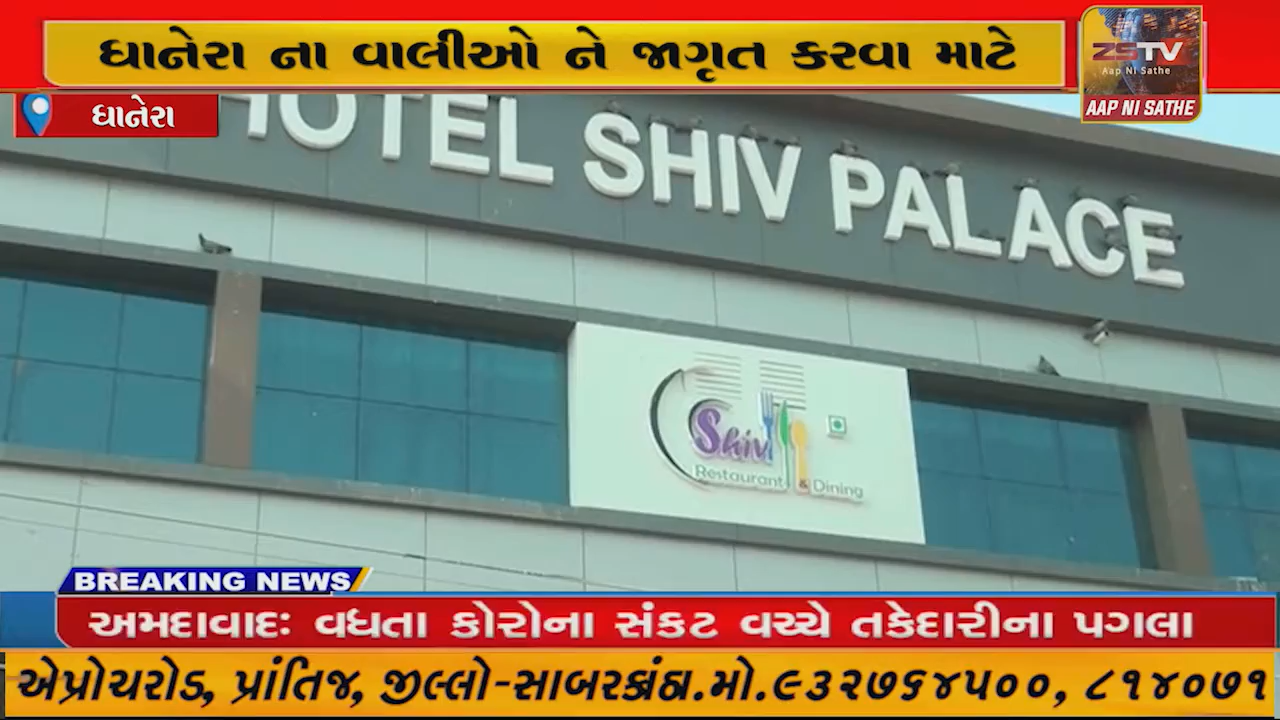 ધાનેરા ના વાલીઓ ને જાગૃત કરવા માટે
ZSTV
Aap Ni Sathe
AAP NI SATHE
ધાનેરા
HOTEL SHIV PALACE
Shiv
Restaurant & Dining
BREAKING NEWS
અમદાવાદઃ વધતા કોરોના સંકટ વચ્ચે તકેદારીના પગલા
એપ્રોચરોડ, પ્રાંતિજ, જીલ્લો-સાબરકાંઠા.મો.૯૩૨૭૬૪૫૦૦, ૮૧૪૦૭૧